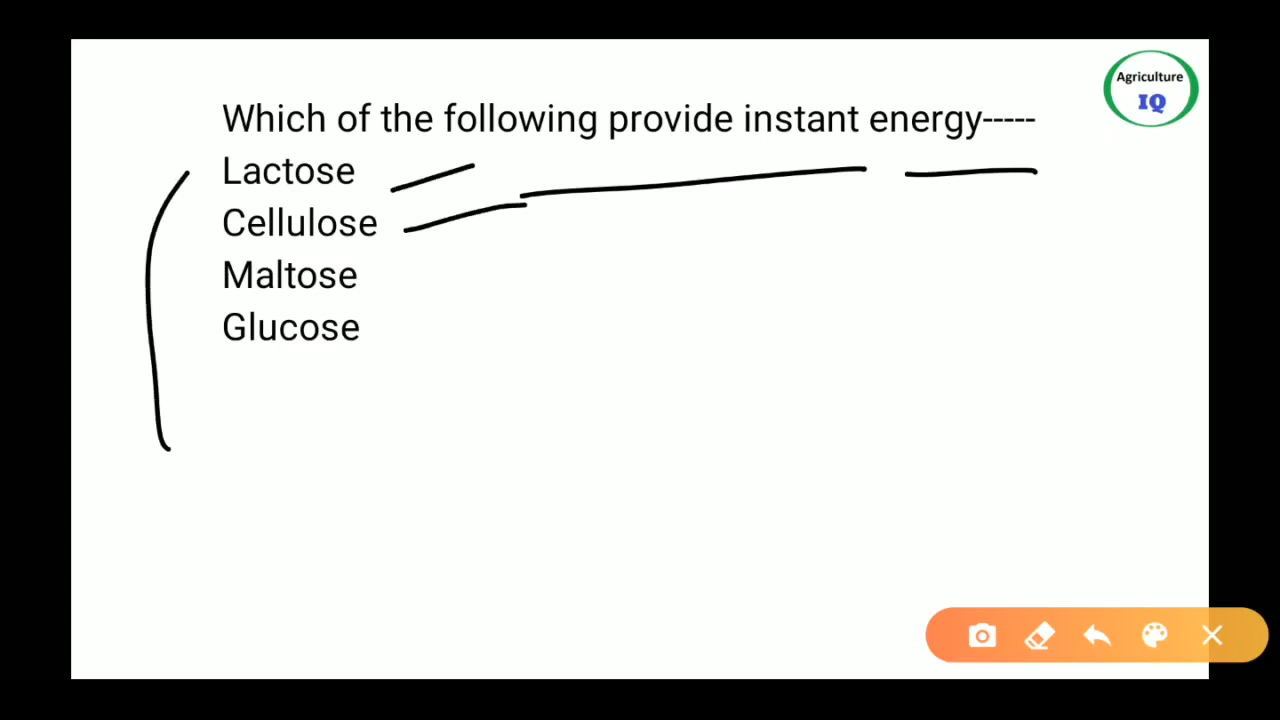 Agriculture
IQ
Which of the following provide instant energy-----
Lactose
Cellulose
Maltose
Glucose